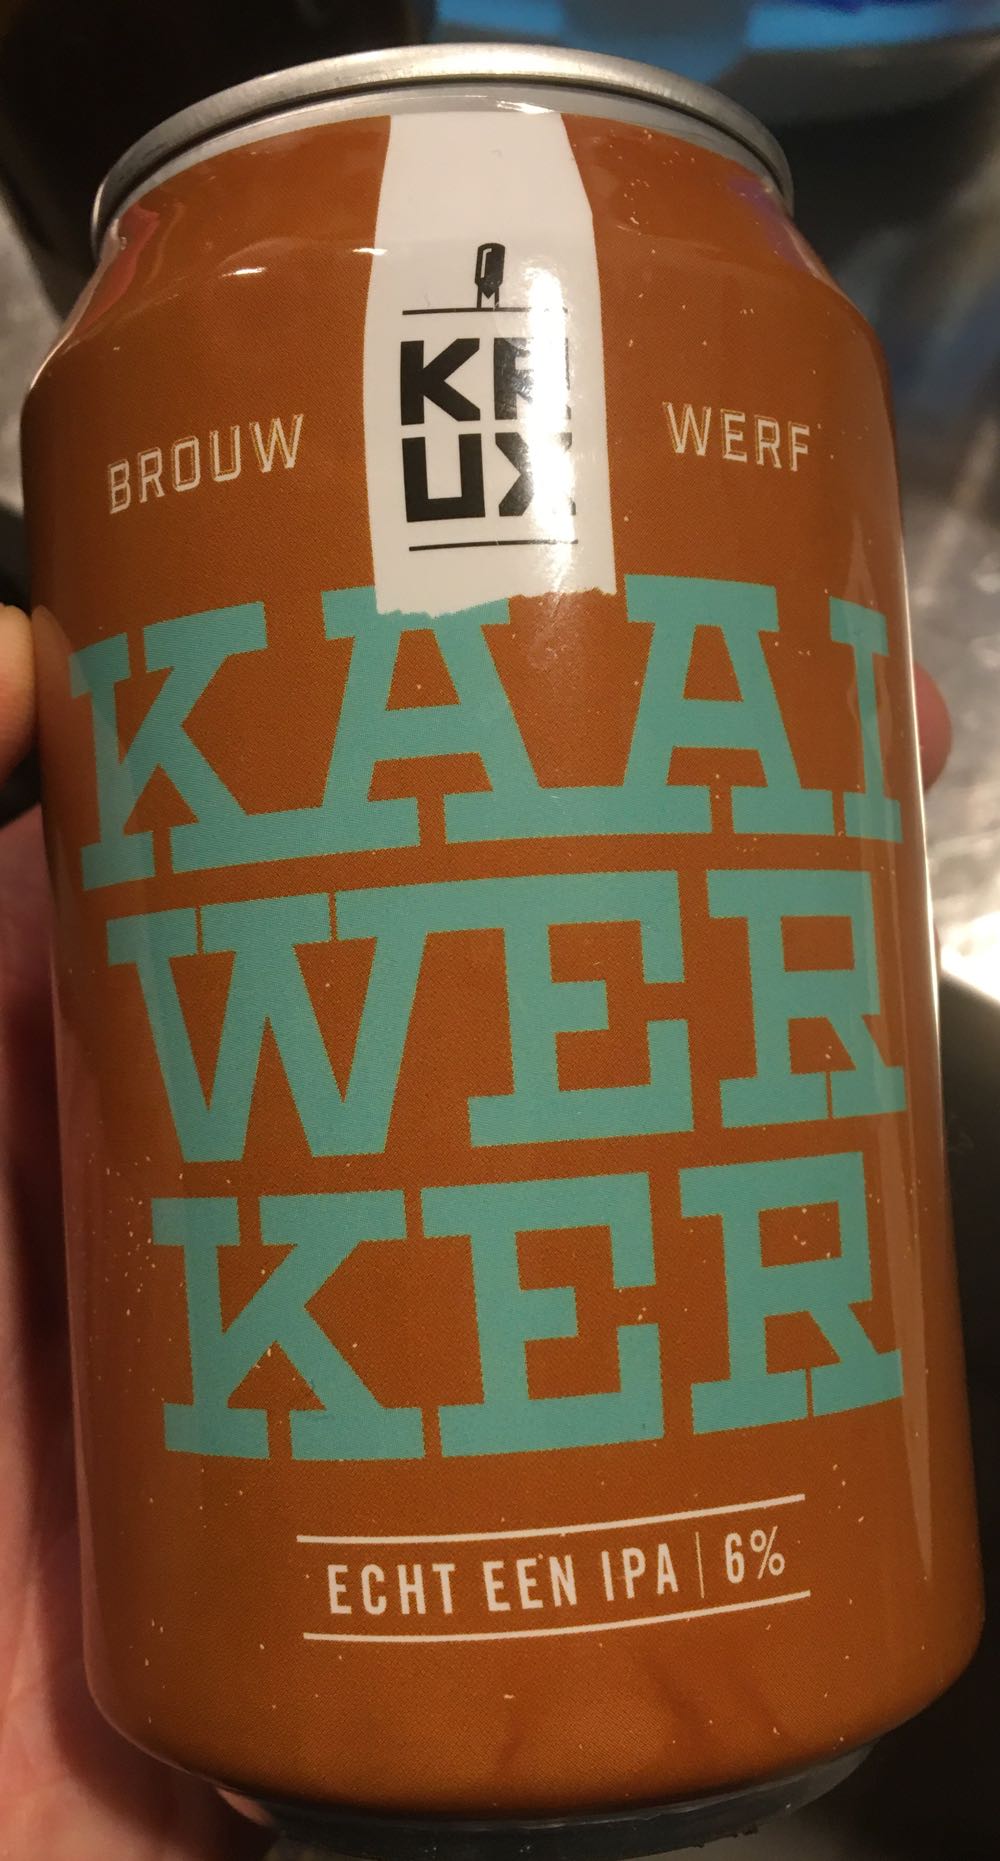 KR
UX
BROUW WERF
KAAI
WER
KER
ECHT EEN IPA | 6%